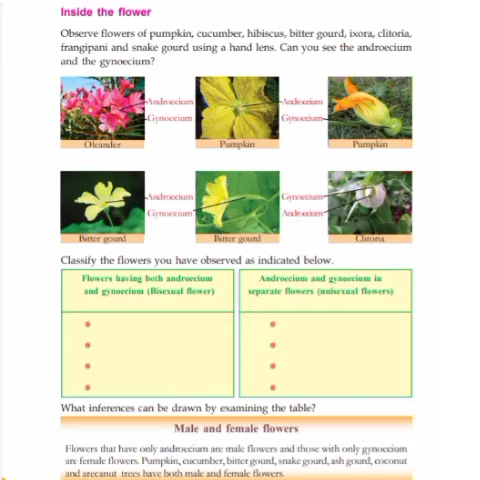 Inside the flower
Observe flowers of pumpkin, cucumber, hibiscus, bitter gourd, ixora, clitoria,
frangipani and snake gourd using a hand lens. Can you see the androecium
and the gynoecium?
Androecium
Gynoecium
Androecium
Gynoecium
Oleander
Pumpkin
Pumpkin
Androecium
Gynoecium
Gynoecium
Androecium
Bitter gourd
Bitter gourd
Clitoria
Classify the flowers you have observed as indicated below.
Flowers having both androecium
and gynoecium (Bisexual flower)
Androecium and gynoecium in
separate flowers (unisexual flowers)
What inferences can be drawn by examining the table?
Male and female flowers
Flowers that have only androecium are male flowers and those with only gynoecium
are female flowers. Pumpkin, cucumber, bitter gourd, snake gourd, ash gourd, coconut
and arecanut trees have both male and female flowers.